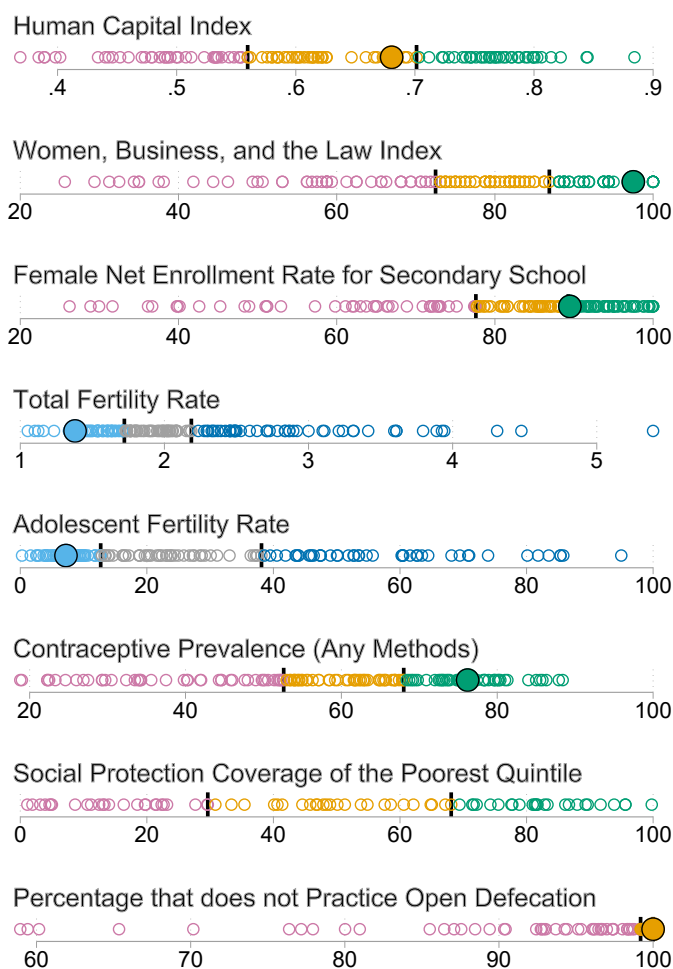 Human Capital Index
.4 .5 .6 .7 .8 .9
Women, Business, and the Law Index
20 40 60 80 100
Female Net Enrollment Rate for Secondary School
20 40 60 80 100
Total Fertility Rate
1 2 3 4 5
Adolescent Fertility Rate
0 20 40 60 80 100
Contraceptive Prevalence (Any Methods)
20 40 60 80 100
Social Protection Coverage of the Poorest Quintile
0 20 40 60 80 100
Percentage that does not Practice Open Defecation
60 70 80 90 100